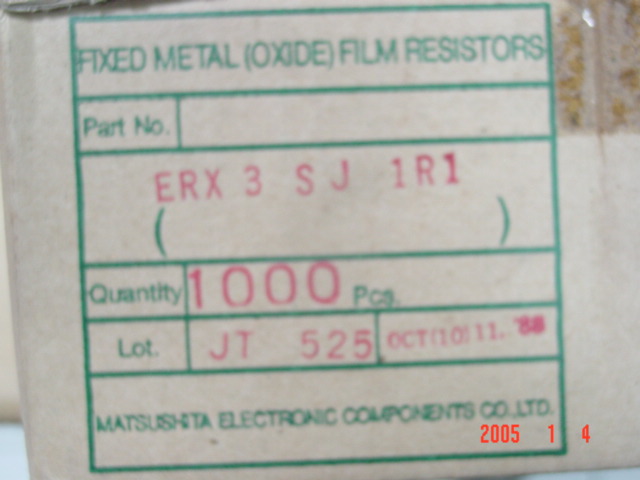 FIXED METAL (OXIDE) FILM RESISTORS
Part No.
ERX 3 SJ 1R1
( )
Quantity 1000 Pcs.
Lot. JT 525 OCT(10)11. '88
MATSUSHITA ELECTRONIC COMPONENTS CO.,LTD.
2005 1 4